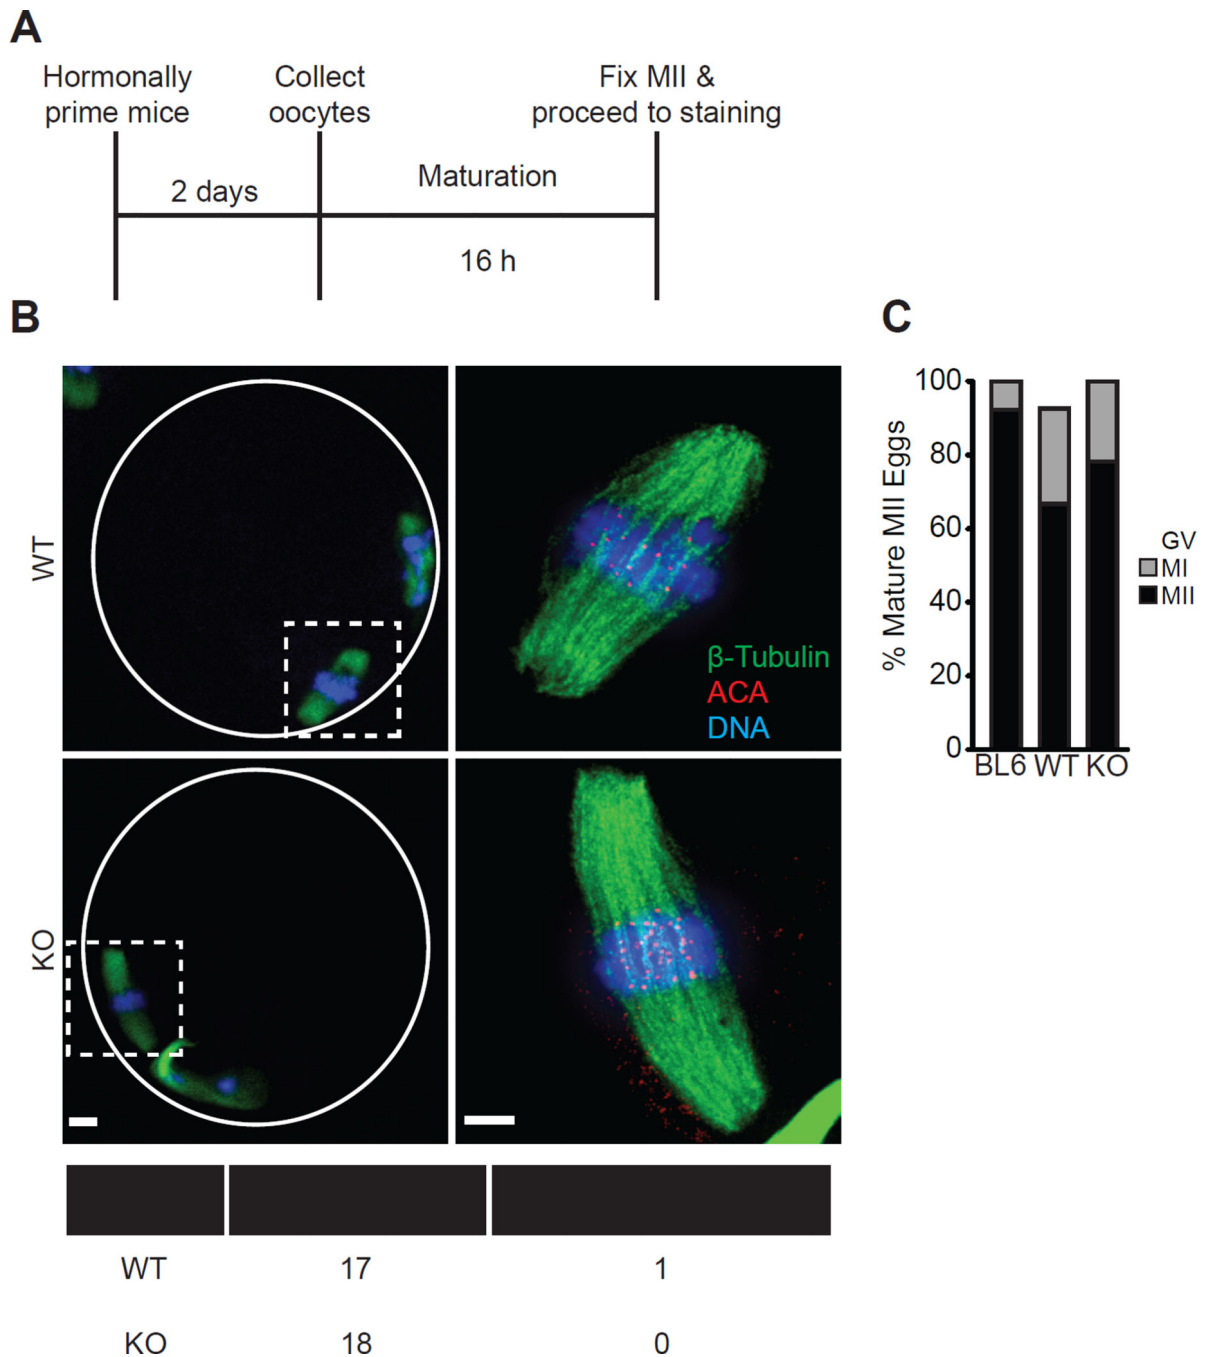 A
Hormonally
prime mice
Collect
oocytes
Fix MII &
proceed to staining
2 days
Maturation
16 h
B
WT
β-Tubulin
ACA
DNA
KO
WT 17 1
KO 18 0
C
% Mature MII Eggs
100
80
60
40
20
0
BL6 WT KO
GV
MI
MII